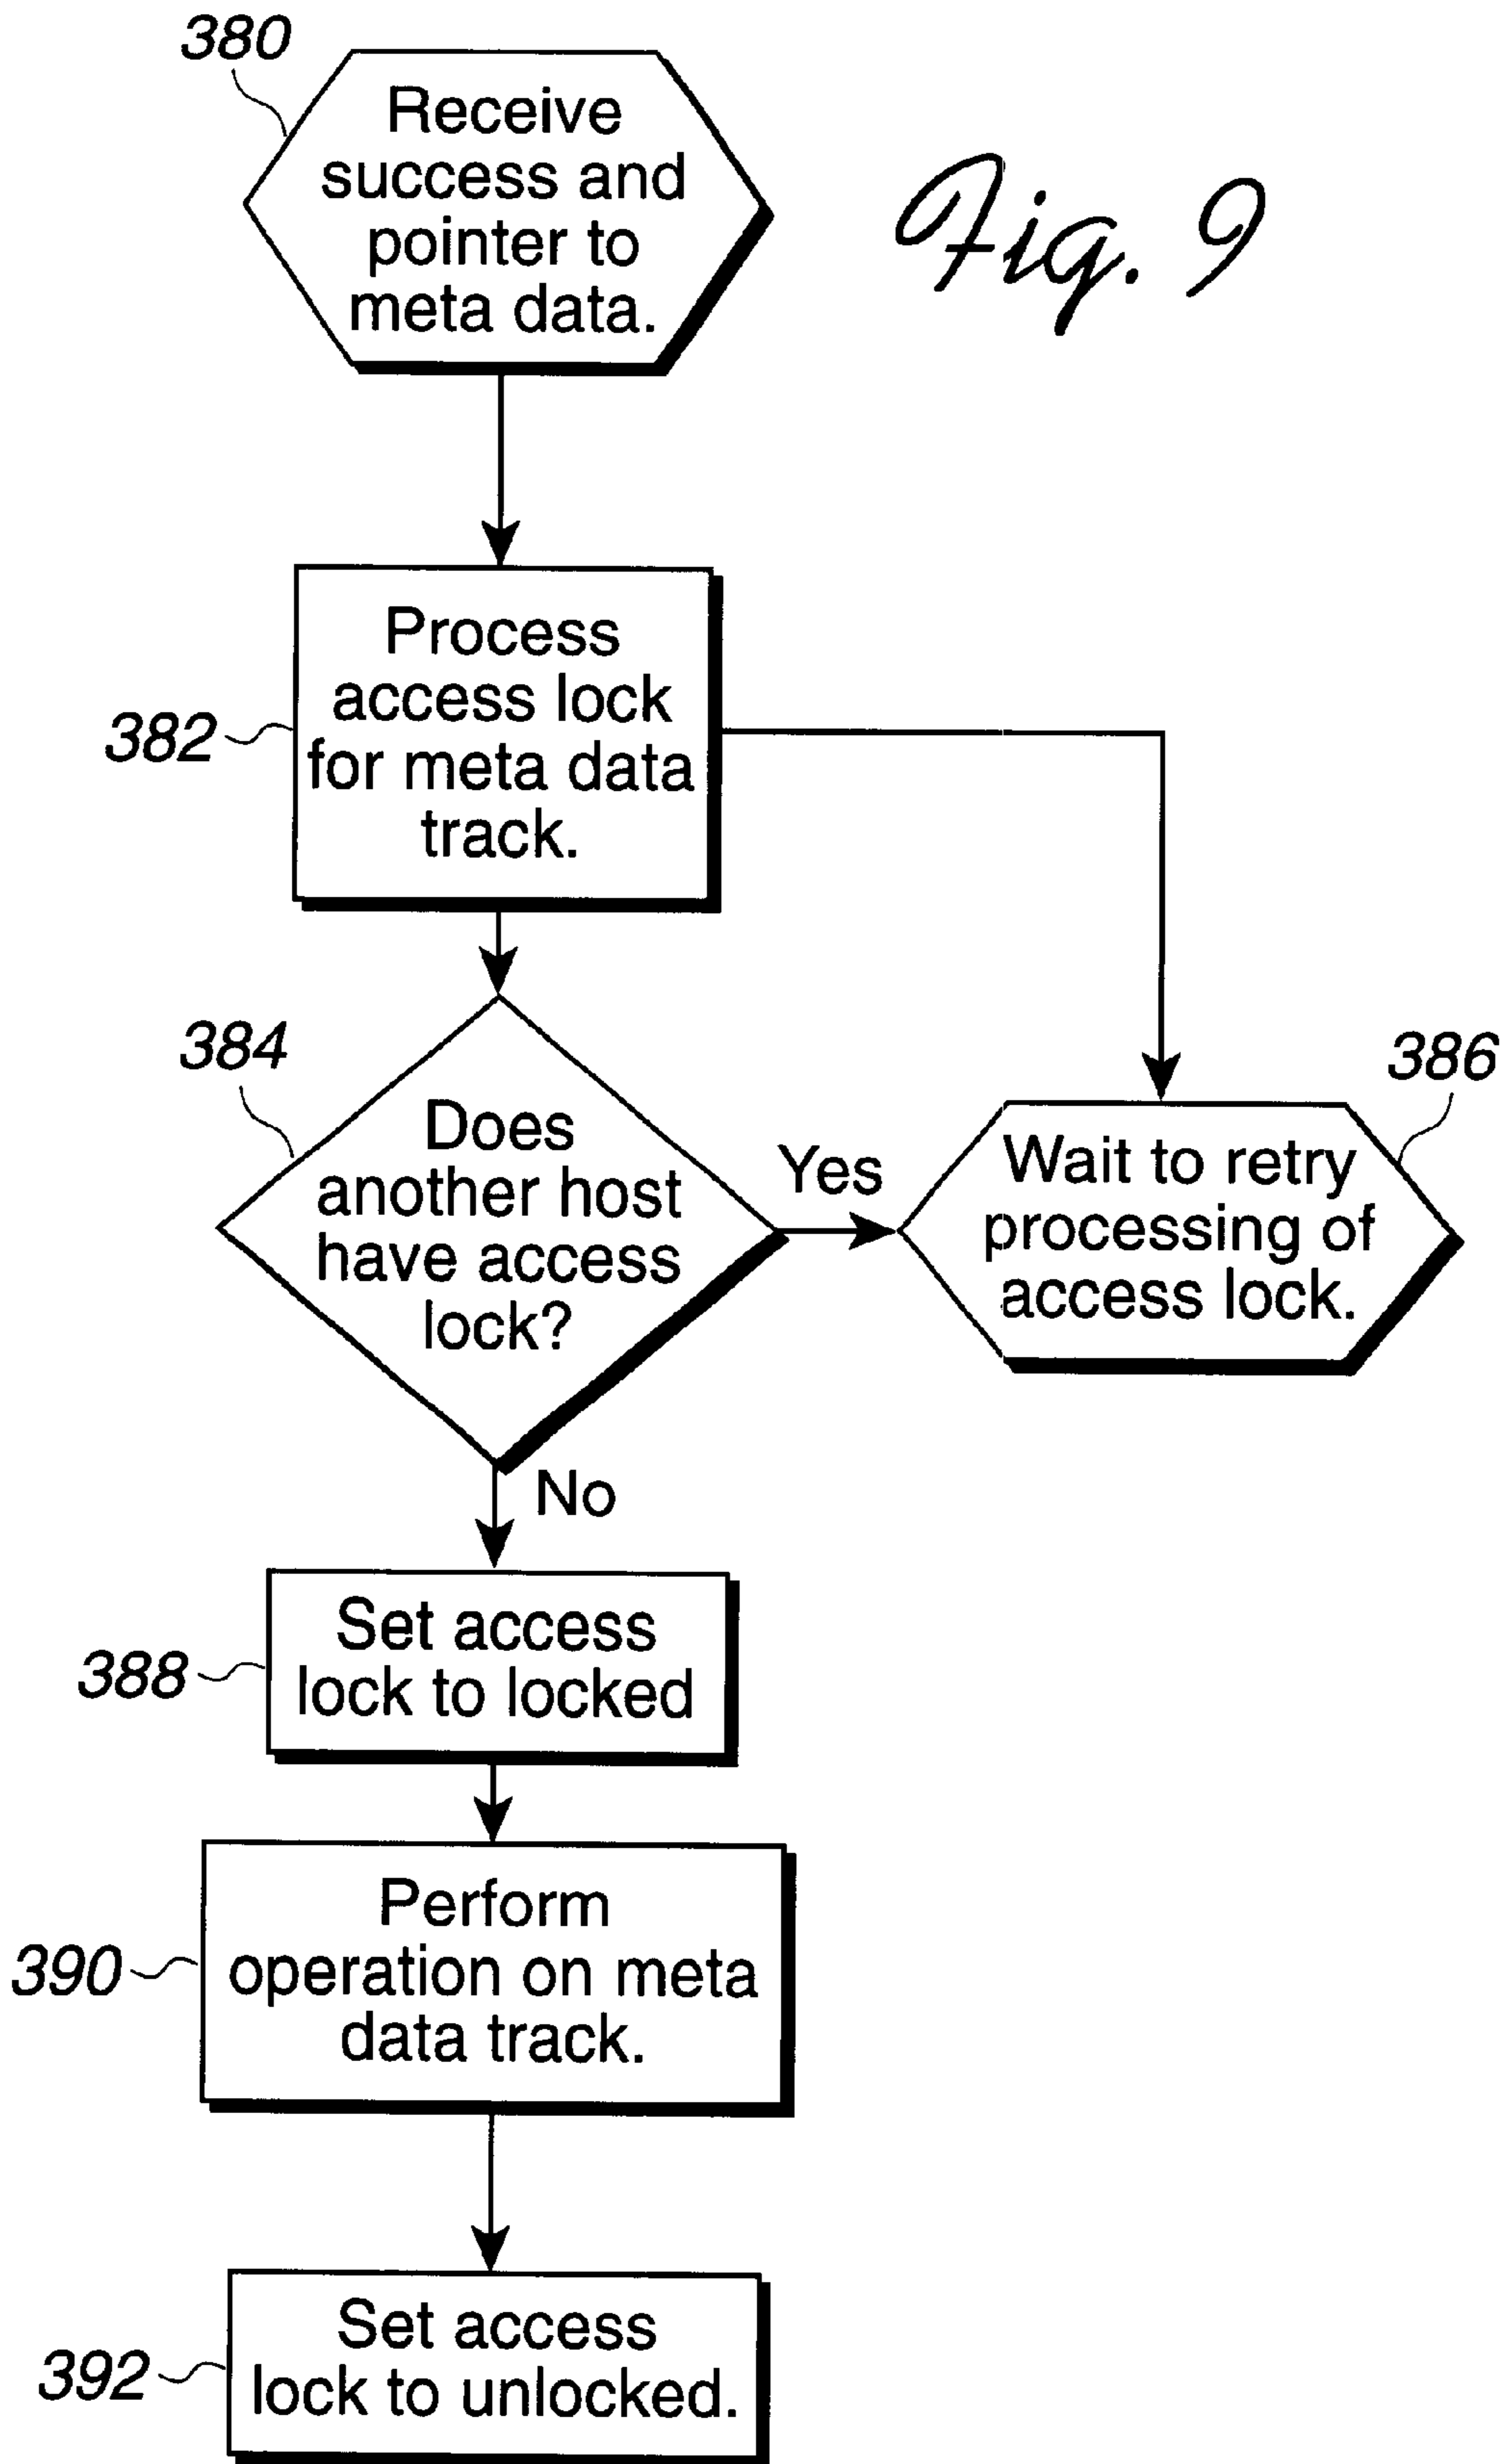 380
Receive
success and
pointer to
meta data.
Fig. 9
382
Process
access lock
for meta data
track.
384
Does
another host
have access
lock?
Yes
386
Wait to retry
processing of
access lock.
No
388
Set access
lock to locked
390
Perform
operation on meta
data track.
392
Set access
lock to unlocked.